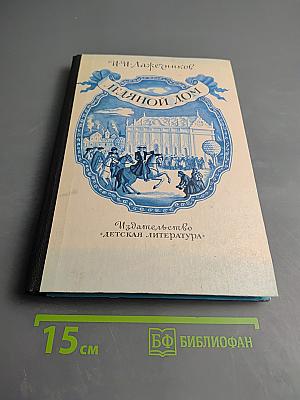 И·И·Лажечников
ЛЕДЯНОЙ ДОМ
Издательство
«ДЕТСКАЯ ЛИТЕРАТУРА»
15 см
БФ БИБЛИОФАН